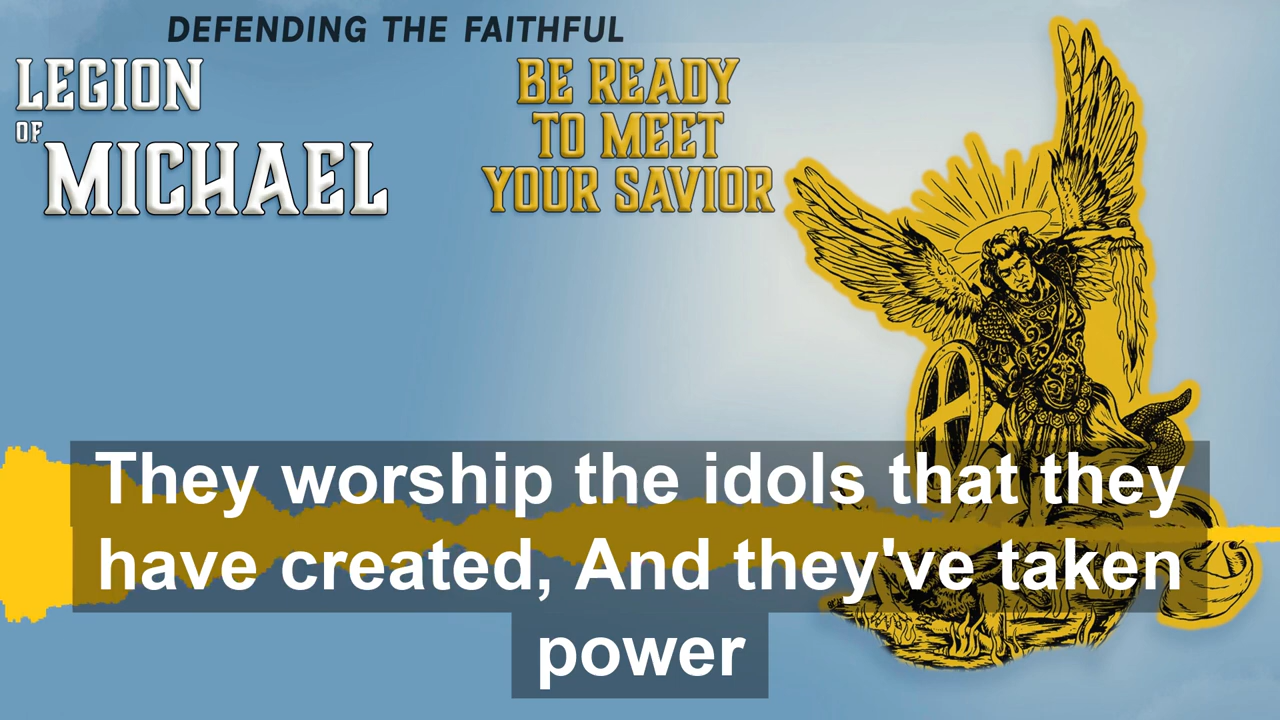 DEFENDING THE FAITHFUL
LEGION
OF
MICHAEL
BE READY
TO MEET
YOUR SAVIOR
They worship the idols that they
have created, And they've taken
power